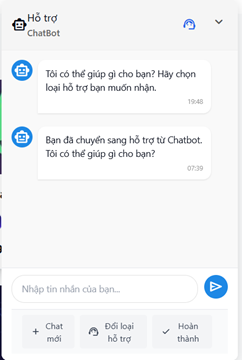 Hỗ trợ
ChatBot
Tôi có thể giúp gì cho bạn? Hãy chọn
loại hỗ trợ bạn muốn nhận.
19:48
Bạn đã chuyển sang hỗ trợ từ Chatbot.
Tôi có thể giúp gì cho bạn?
07:39
Nhập tin nhắn của bạn...
Chat
mới
Đổi loại
hỗ trợ
Hoàn
thành